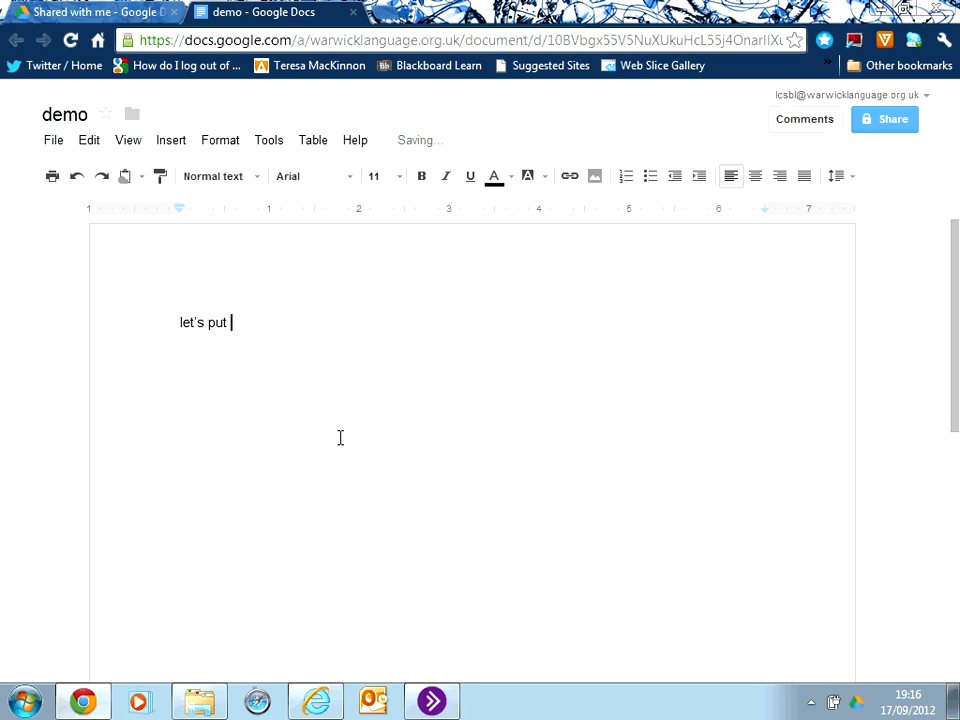 Shared with me - Google D
demo - Google Docs
https://docs.google.com/a/warwicklanguage.org.uk/document/d/10BVbgx55V5NuXUkuHcL55j4OnarIIXu
Twitter / Home
How do I log out of ...
Teresa MacKinnon
Blackboard Learn
Suggested Sites
Web Slice Gallery
»
Other bookmarks
lcsbl@warwicklanguage.org.uk
demo
Comments
Share
File Edit View Insert Format Tools Table Help Saving...
Normal text Arial 11 B I U A A
1 1 2 3 4 5 6 7
let's put
19:16
17/09/2012